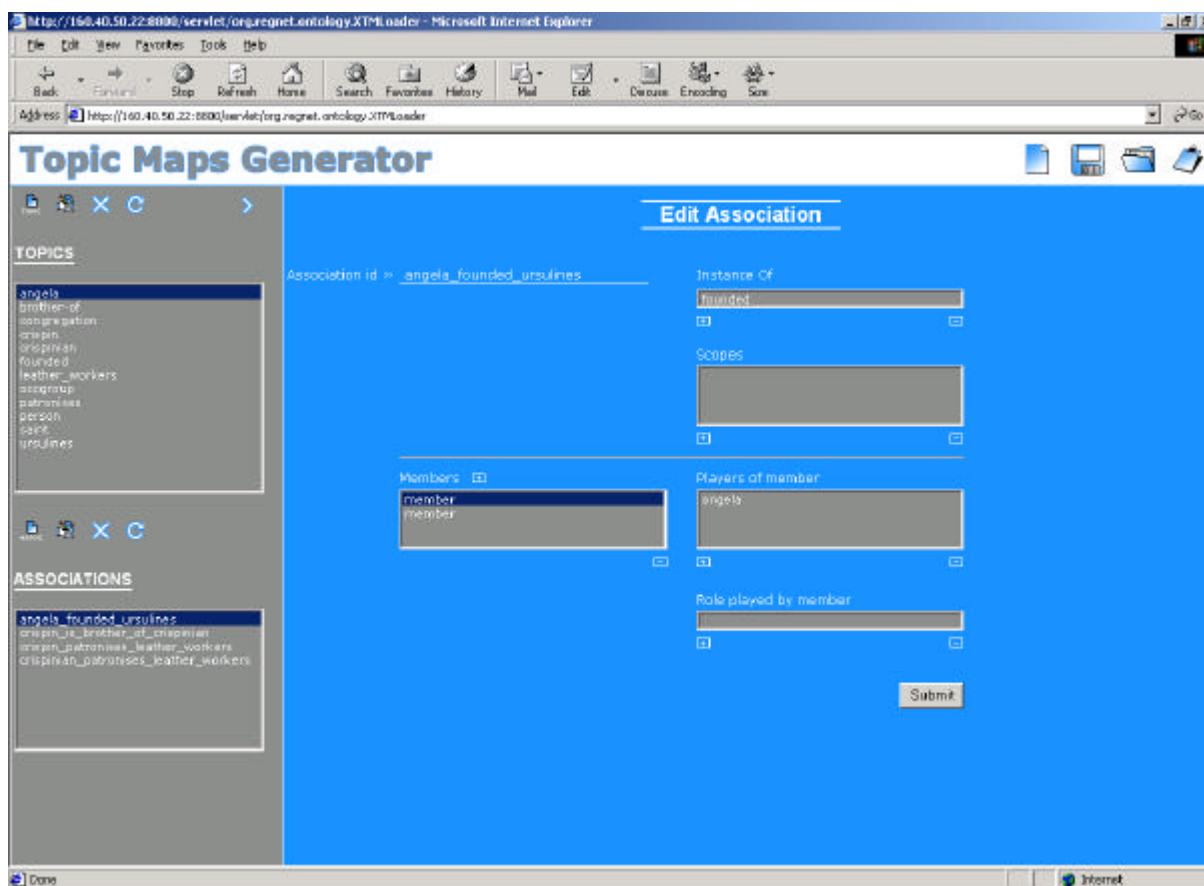 http://160.40.50.22:8080/servlet/org.regnet.ontology.XTMLoader - Microsoft Internet Explorer
File Edit View Favorites Tools Help
Back Forward Stop Refresh Home Search Favorites History Mail Edit Discuss Encoding Size
Address http://160.40.50.22:8080/servlet/org.regnet.ontology.XTMLoader Go
Topic Maps Generator
Edit Association
TOPICS
Association id » angela_founded_ursulines
Instance Of
angela
founded
brother-of
congregation
crispin
crispinian
founded
Scopes
leather_workers
patronises
person
saint
ursulines
Members
Players of member
member
angela
member
ASSOCIATIONS
Role played by member
angela_founded_ursulines
crispin_is_brother_of_crispinian
crispin_patronises_leather_workers
crispinian_patronises_leather_workers
Submit
Done
Internet